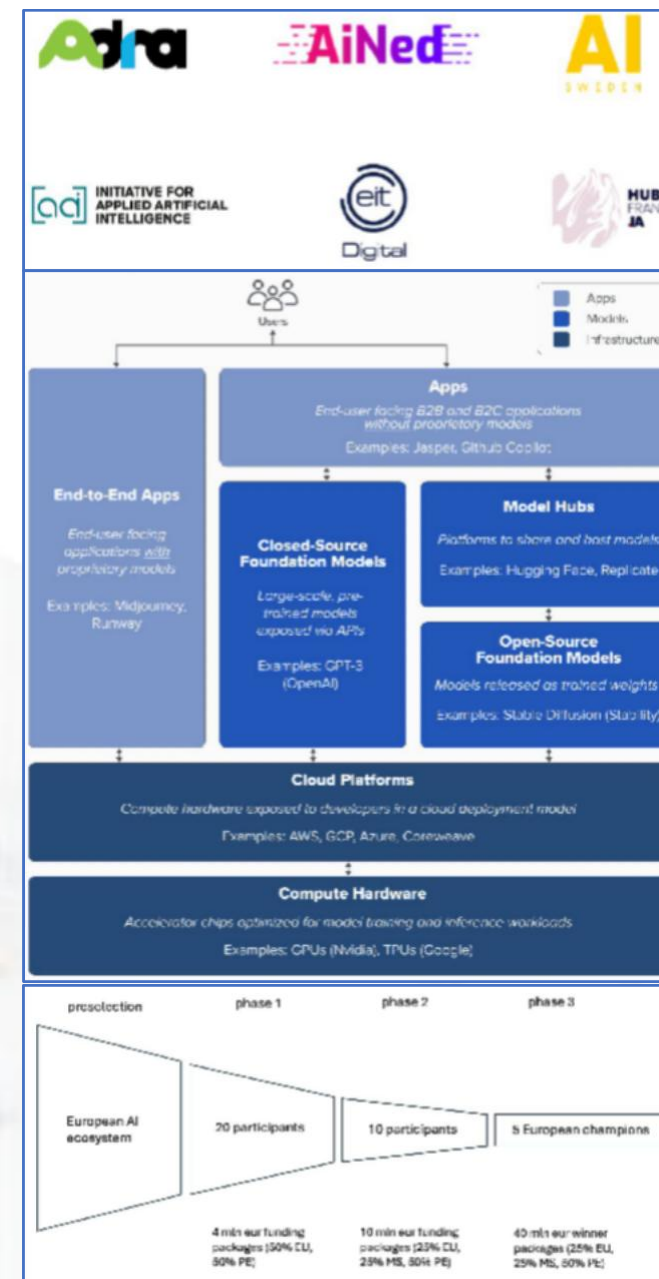 Adra
AiNed
AI
SWEDEN
[ai] INITIATIVE FOR
APPLIED ARTIFICIAL
INTELLIGENCE
eit
Digital
HUB
FRAN
IA
Users
Apps
Models
Infrastructure
Apps
End-user facing B2B and B2C applications
without proprietary models
Examples: Jasper, Github Copilot
End-to-End Apps
End-user facing
applications with
proprietary models
Examples: Midjourney,
Runway
Closed-Source
Foundation Models
Large-scale, pre-
trained models
exposed via APIs
Examples: GPT-3
(OpenAI)
Model Hubs
Platforms to share and host models
Examples: Hugging Face, Replicate
Open-Source
Foundation Models
Models released as trained weights
Examples: Stable Diffusion (Stability)
Cloud Platforms
Compute hardware exposed to developers in a cloud deployment model
Examples: AWS, GCP, Azure, Coreweave
Compute Hardware
Accelerator chips optimized for model training and inference workloads
Examples: GPUs (Nvidia), TPUs (Google)
preselection
phase 1
phase 2
phase 3
European AI
ecosystem
20 participants
10 participants
5 European champions
4 mln eur funding
packages (50% EU,
50% PE)
10 mln eur funding
packages (25% EU,
25% MS, 50% PE)
40 mln eur winner
packages (25% EU,
25% MS, 50% PE)